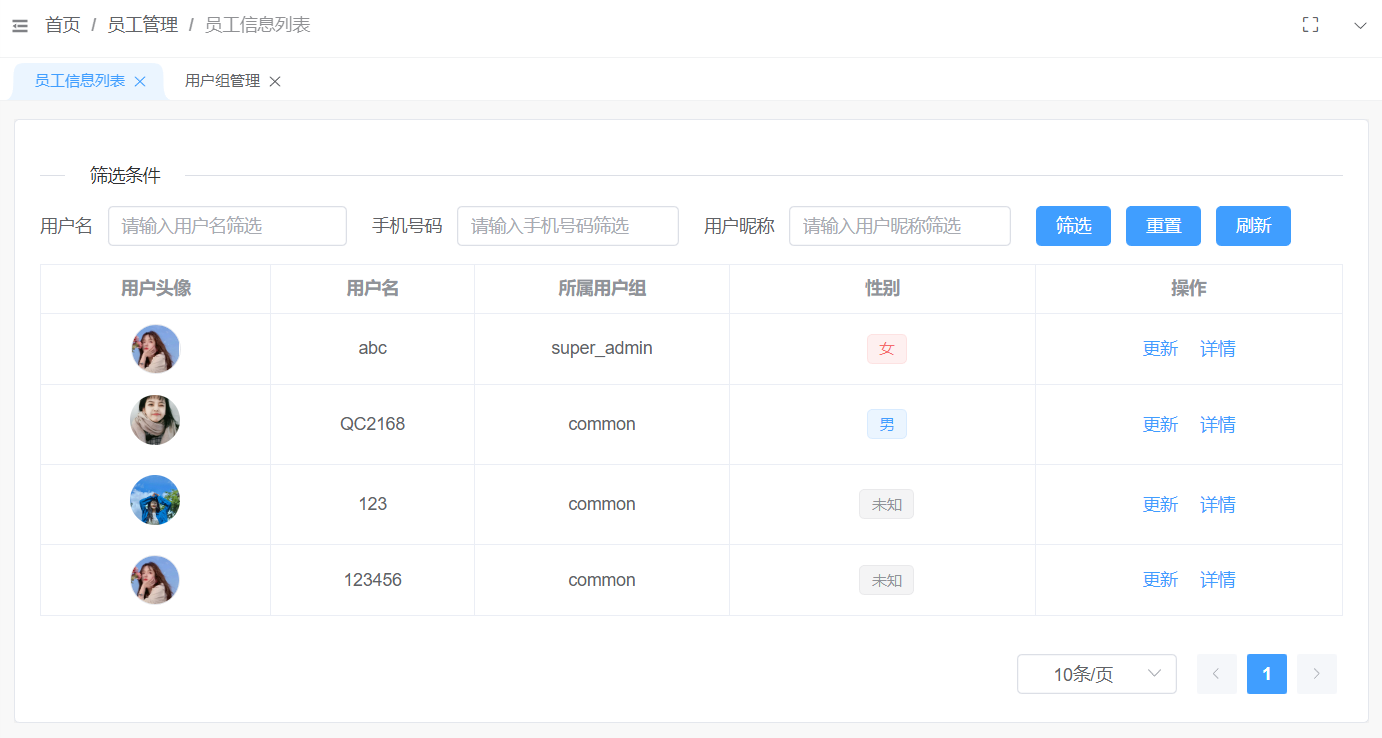 首页 / 员工管理 / 员工信息列表
员工信息列表 用户组管理
筛选条件
用户名 请输入用户名筛选 手机号码 请输入手机号码筛选 用户昵称 请输入用户昵称筛选 筛选 重置 刷新
用户头像 用户名 所属用户组 性别 操作
abc super_admin 女 更新 详情
QC2168 common 男 更新 详情
123 common 未知 更新 详情
123456 common 未知 更新 详情
10条/页 1